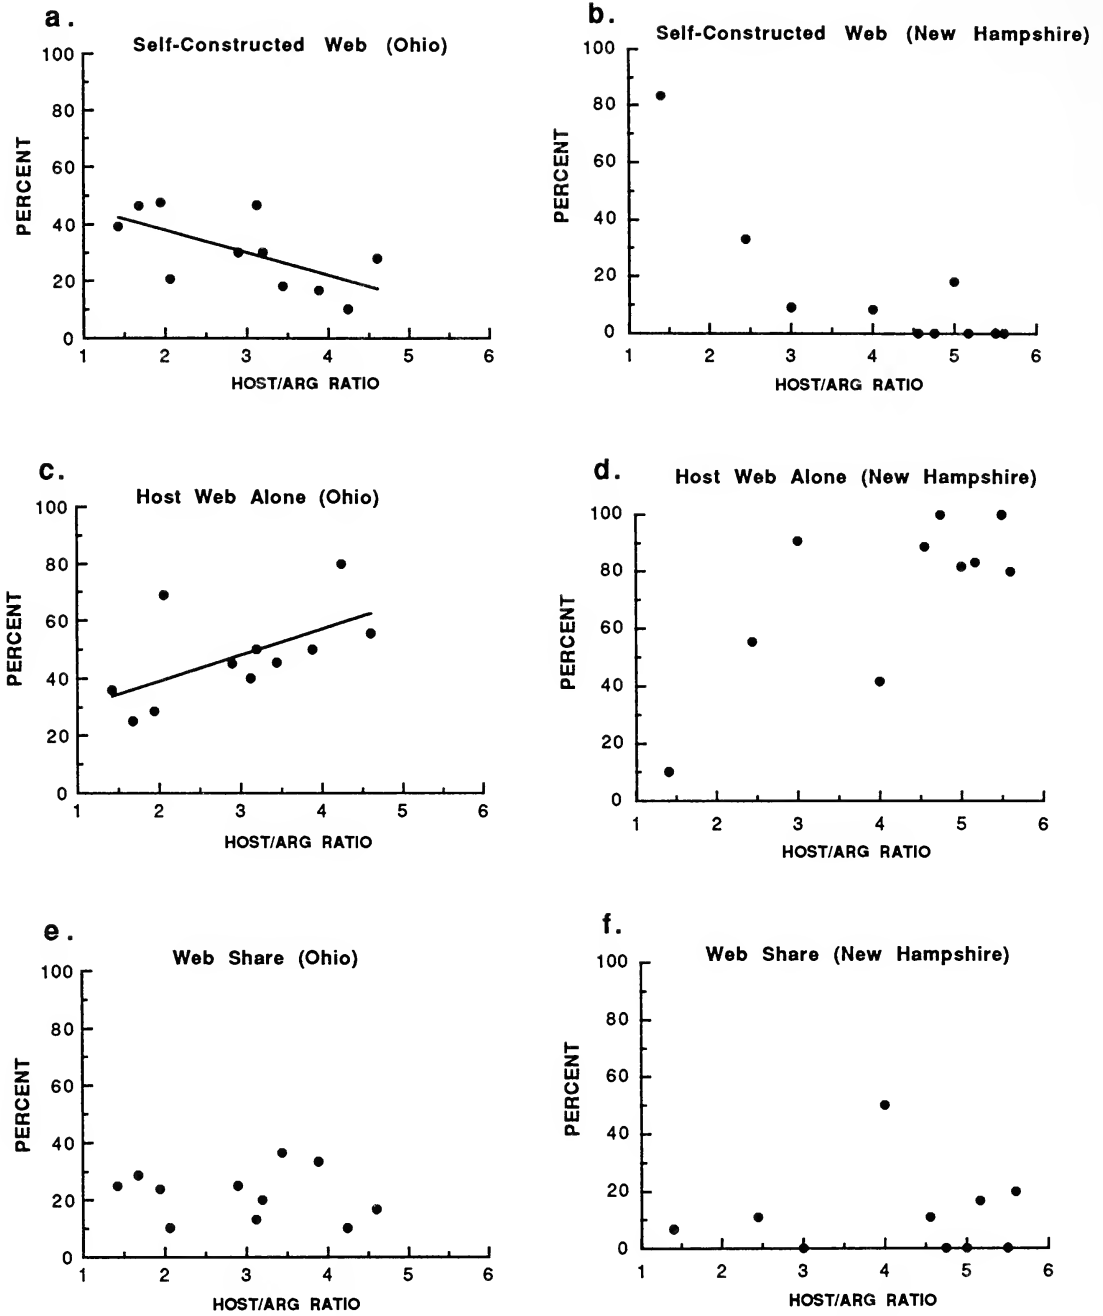 a.
Self-Constructed Web (Ohio)
100
80
60
40
20
0
PERCENT
1 2 3 4 5 6
HOST/ARG RATIO
b.
Self-Constructed Web (New Hampshire)
100
80
60
40
20
0
PERCENT
1 2 3 4 5 6
HOST/ARG RATIO
c.
Host Web Alone (Ohio)
100
80
60
40
20
0
PERCENT
1 2 3 4 5 6
HOST/ARG RATIO
d.
Host Web Alone (New Hampshire)
100
80
60
40
20
0
PERCENT
1 2 3 4 5 6
HOST/ARG RATIO
e.
Web Share (Ohio)
100
80
60
40
20
0
PERCENT
1 2 3 4 5 6
HOST/ARG RATIO
f.
Web Share (New Hampshire)
100
80
60
40
20
0
PERCENT
1 2 3 4 5 6
HOST/ARG RATIO